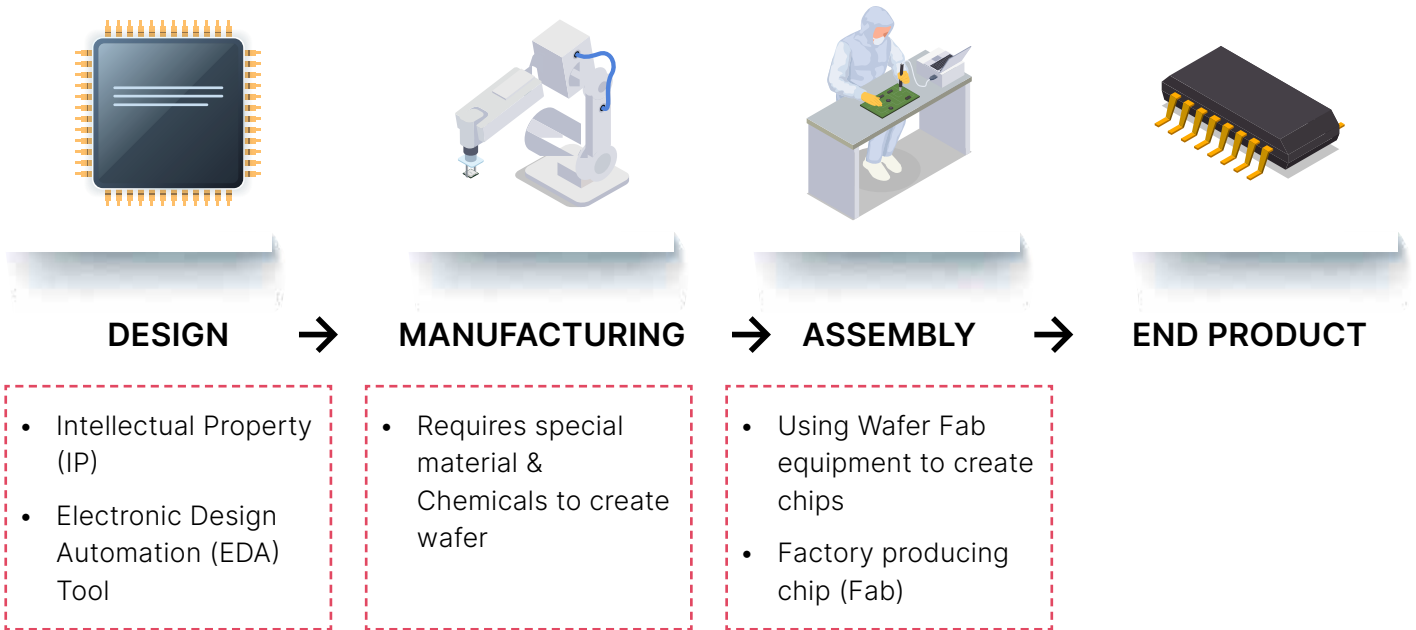 DESIGN → MANUFACTURING → ASSEMBLY → END PRODUCT
• Intellectual Property
(IP)
• Electronic Design
Automation (EDA)
Tool
• Requires special
material &
Chemicals to create
wafer
• Using Wafer Fab
equipment to create
chips
• Factory producing
chip (Fab)